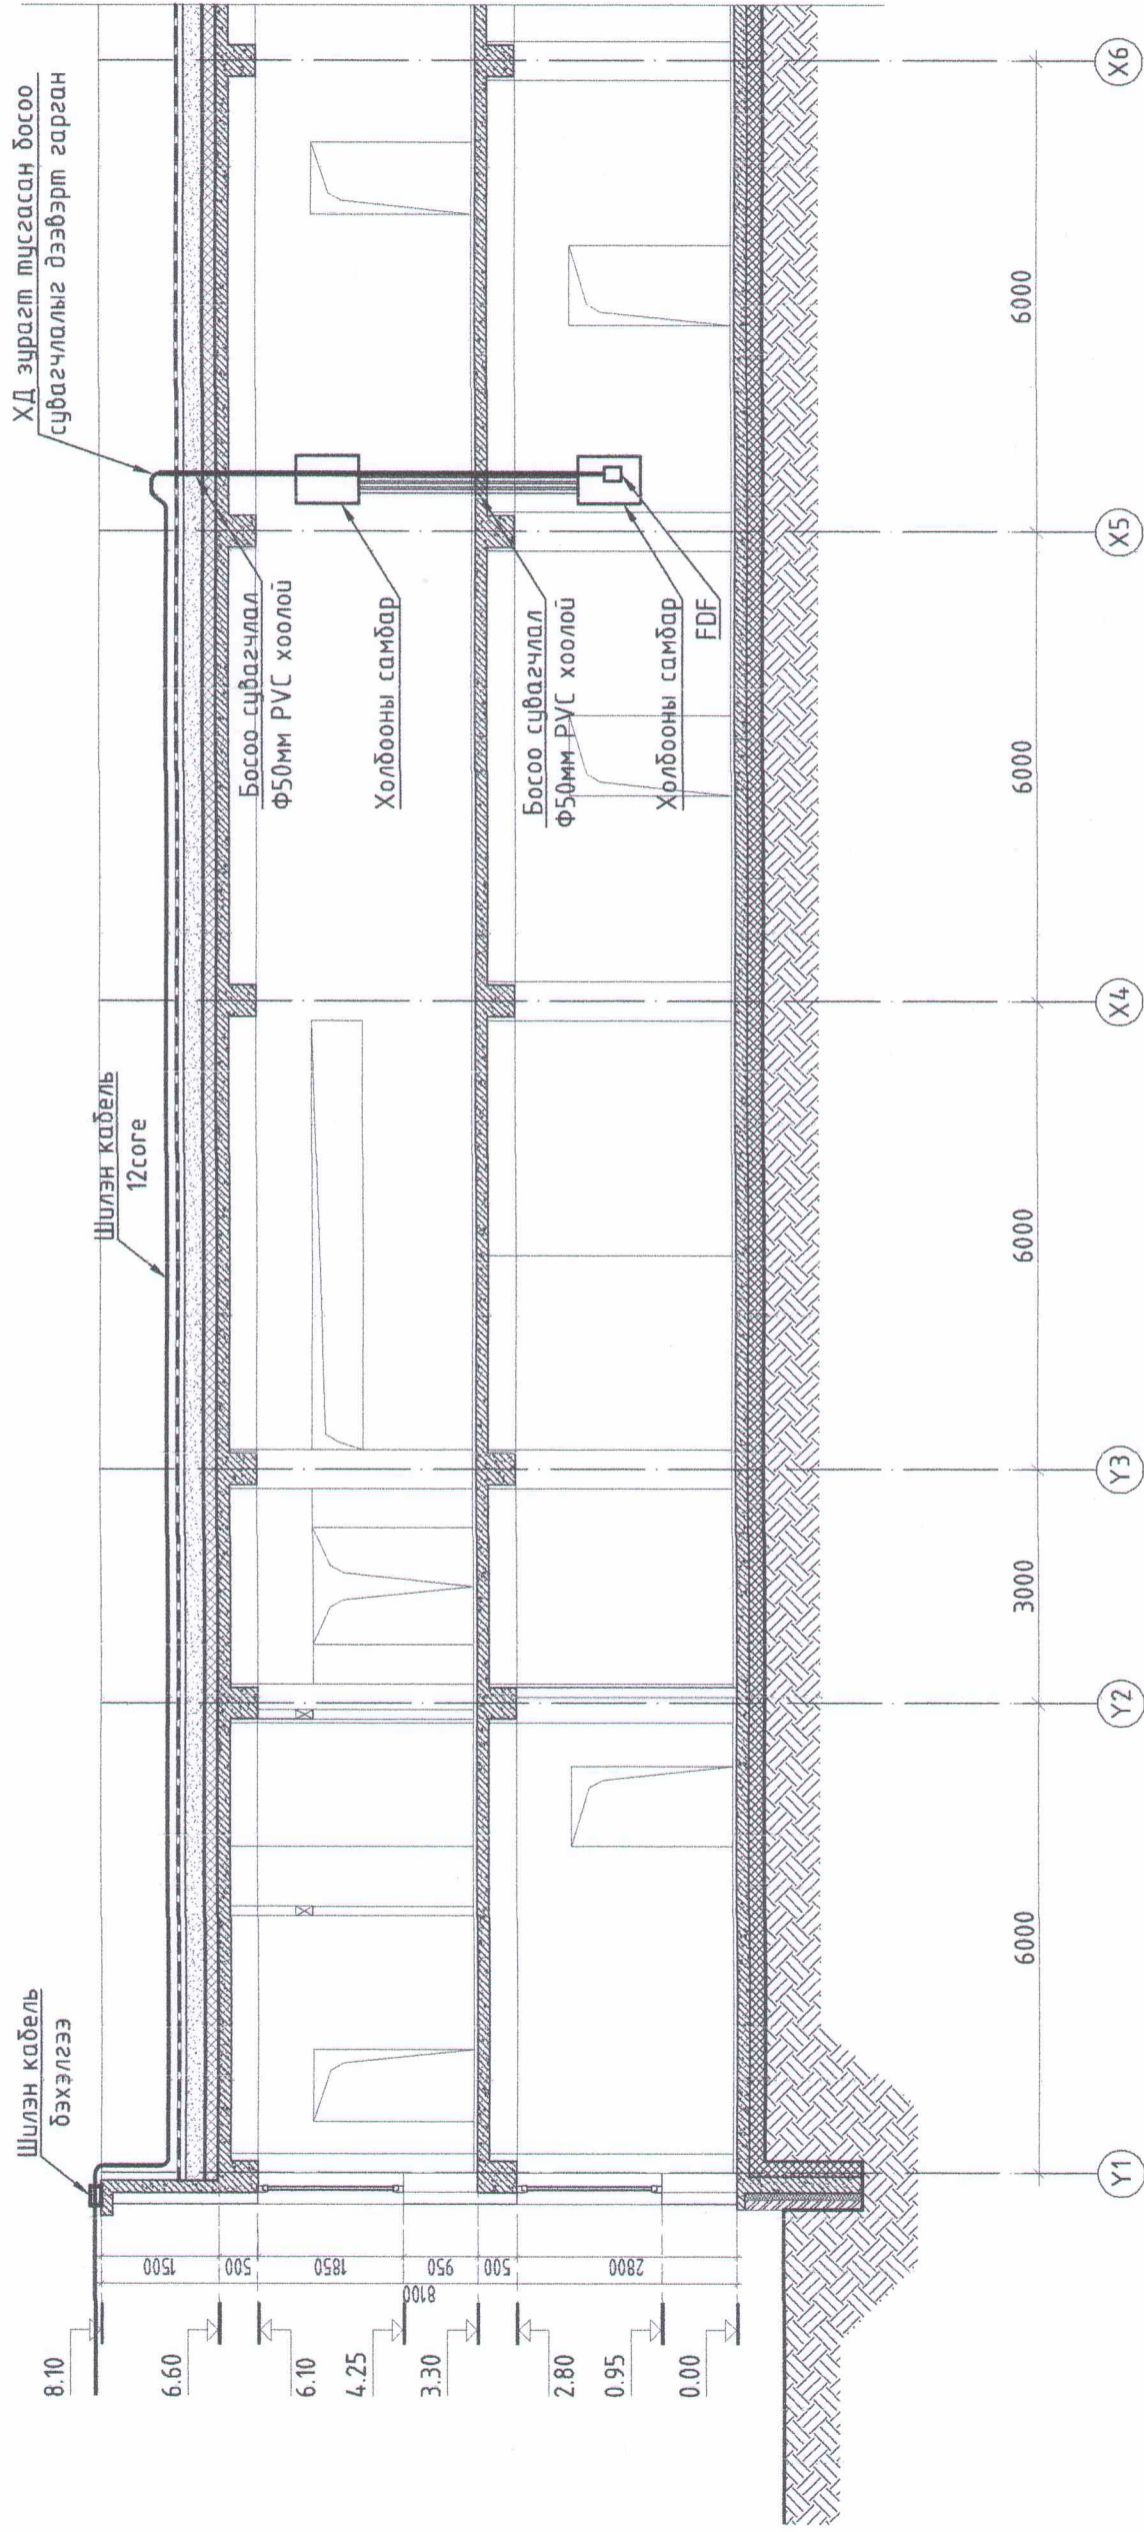 ХД зурагт тусгасан босоо
сувагчлалыг дээвэрт гарган
Шилэн кабель
12core
Шилэн кабель
бэхэлгээ
Босоо сувагчлал
Ф50мм PVC хоолой
Холбооны самбар
Босоо сувагчлал
Ф50мм PVC хоолой
Холбооны самбар
FDF
8.10
6.60
6.10
4.25
3.30
2.80
0.95
0.00
1500
500
1850
950
500
2800
8100
6000
3000
6000
6000
6000
Y1
Y2
Y3
X4
X5
X6